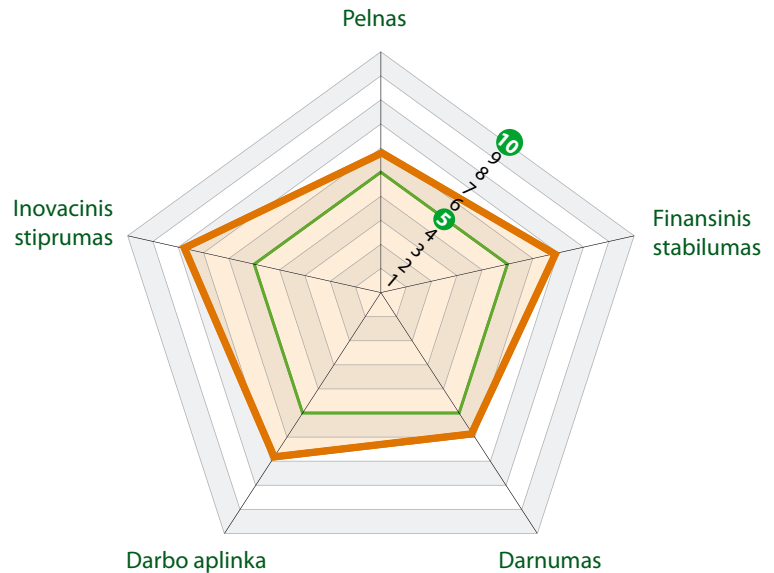 Pelnas
10
9
8
7
6
5
4
3
2
1
Inovacinis
stiprumas
Finansinis
stabilumas
Darbo aplinka
Darnumas